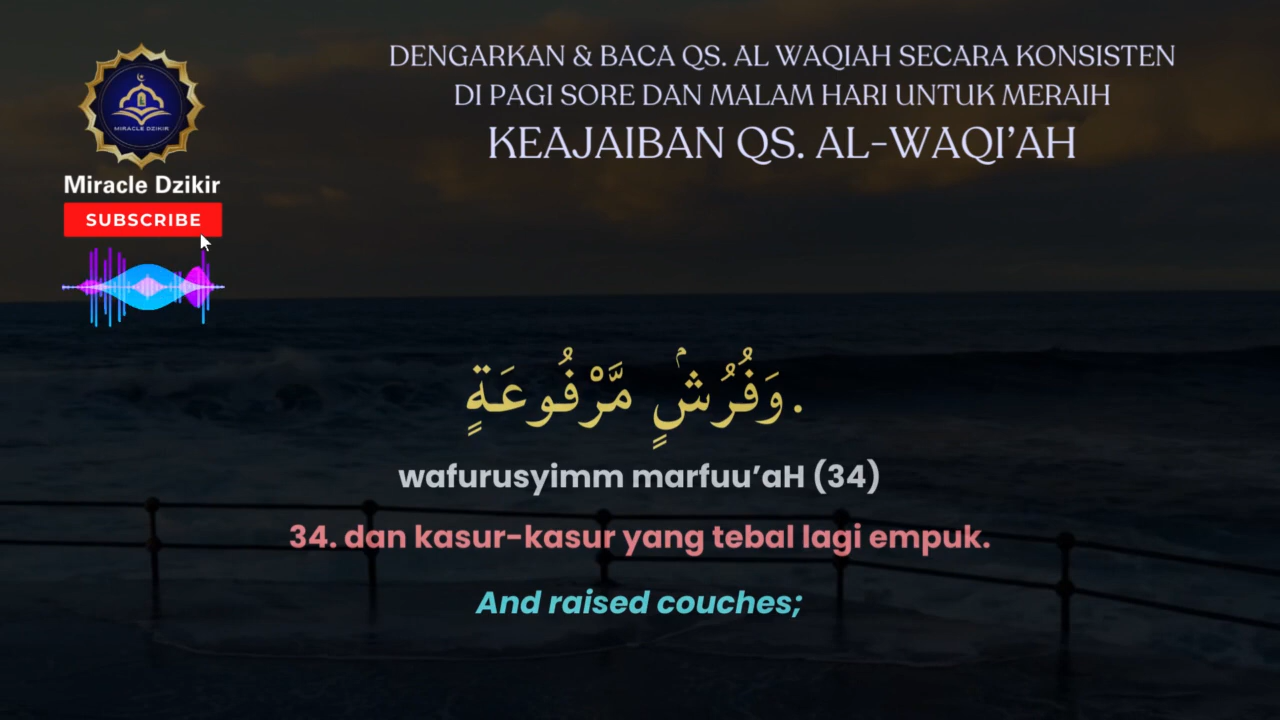 DENGARKAN & BACA QS. AL WAQIAH SECARA KONSISTEN
DI PAGI SORE DAN MALAM HARI UNTUK MERAIH
KEAJAIBAN QS. AL-WAQI’AH
MIRACLE DZIKIR
Miracle Dzikir
SUBSCRIBE
وَفُرُشٍۢ مَّرْفُوعَةٍ.
wafurusyimm marfuu’aH (34)
34. dan kasur-kasur yang tebal lagi empuk.
And raised couches;